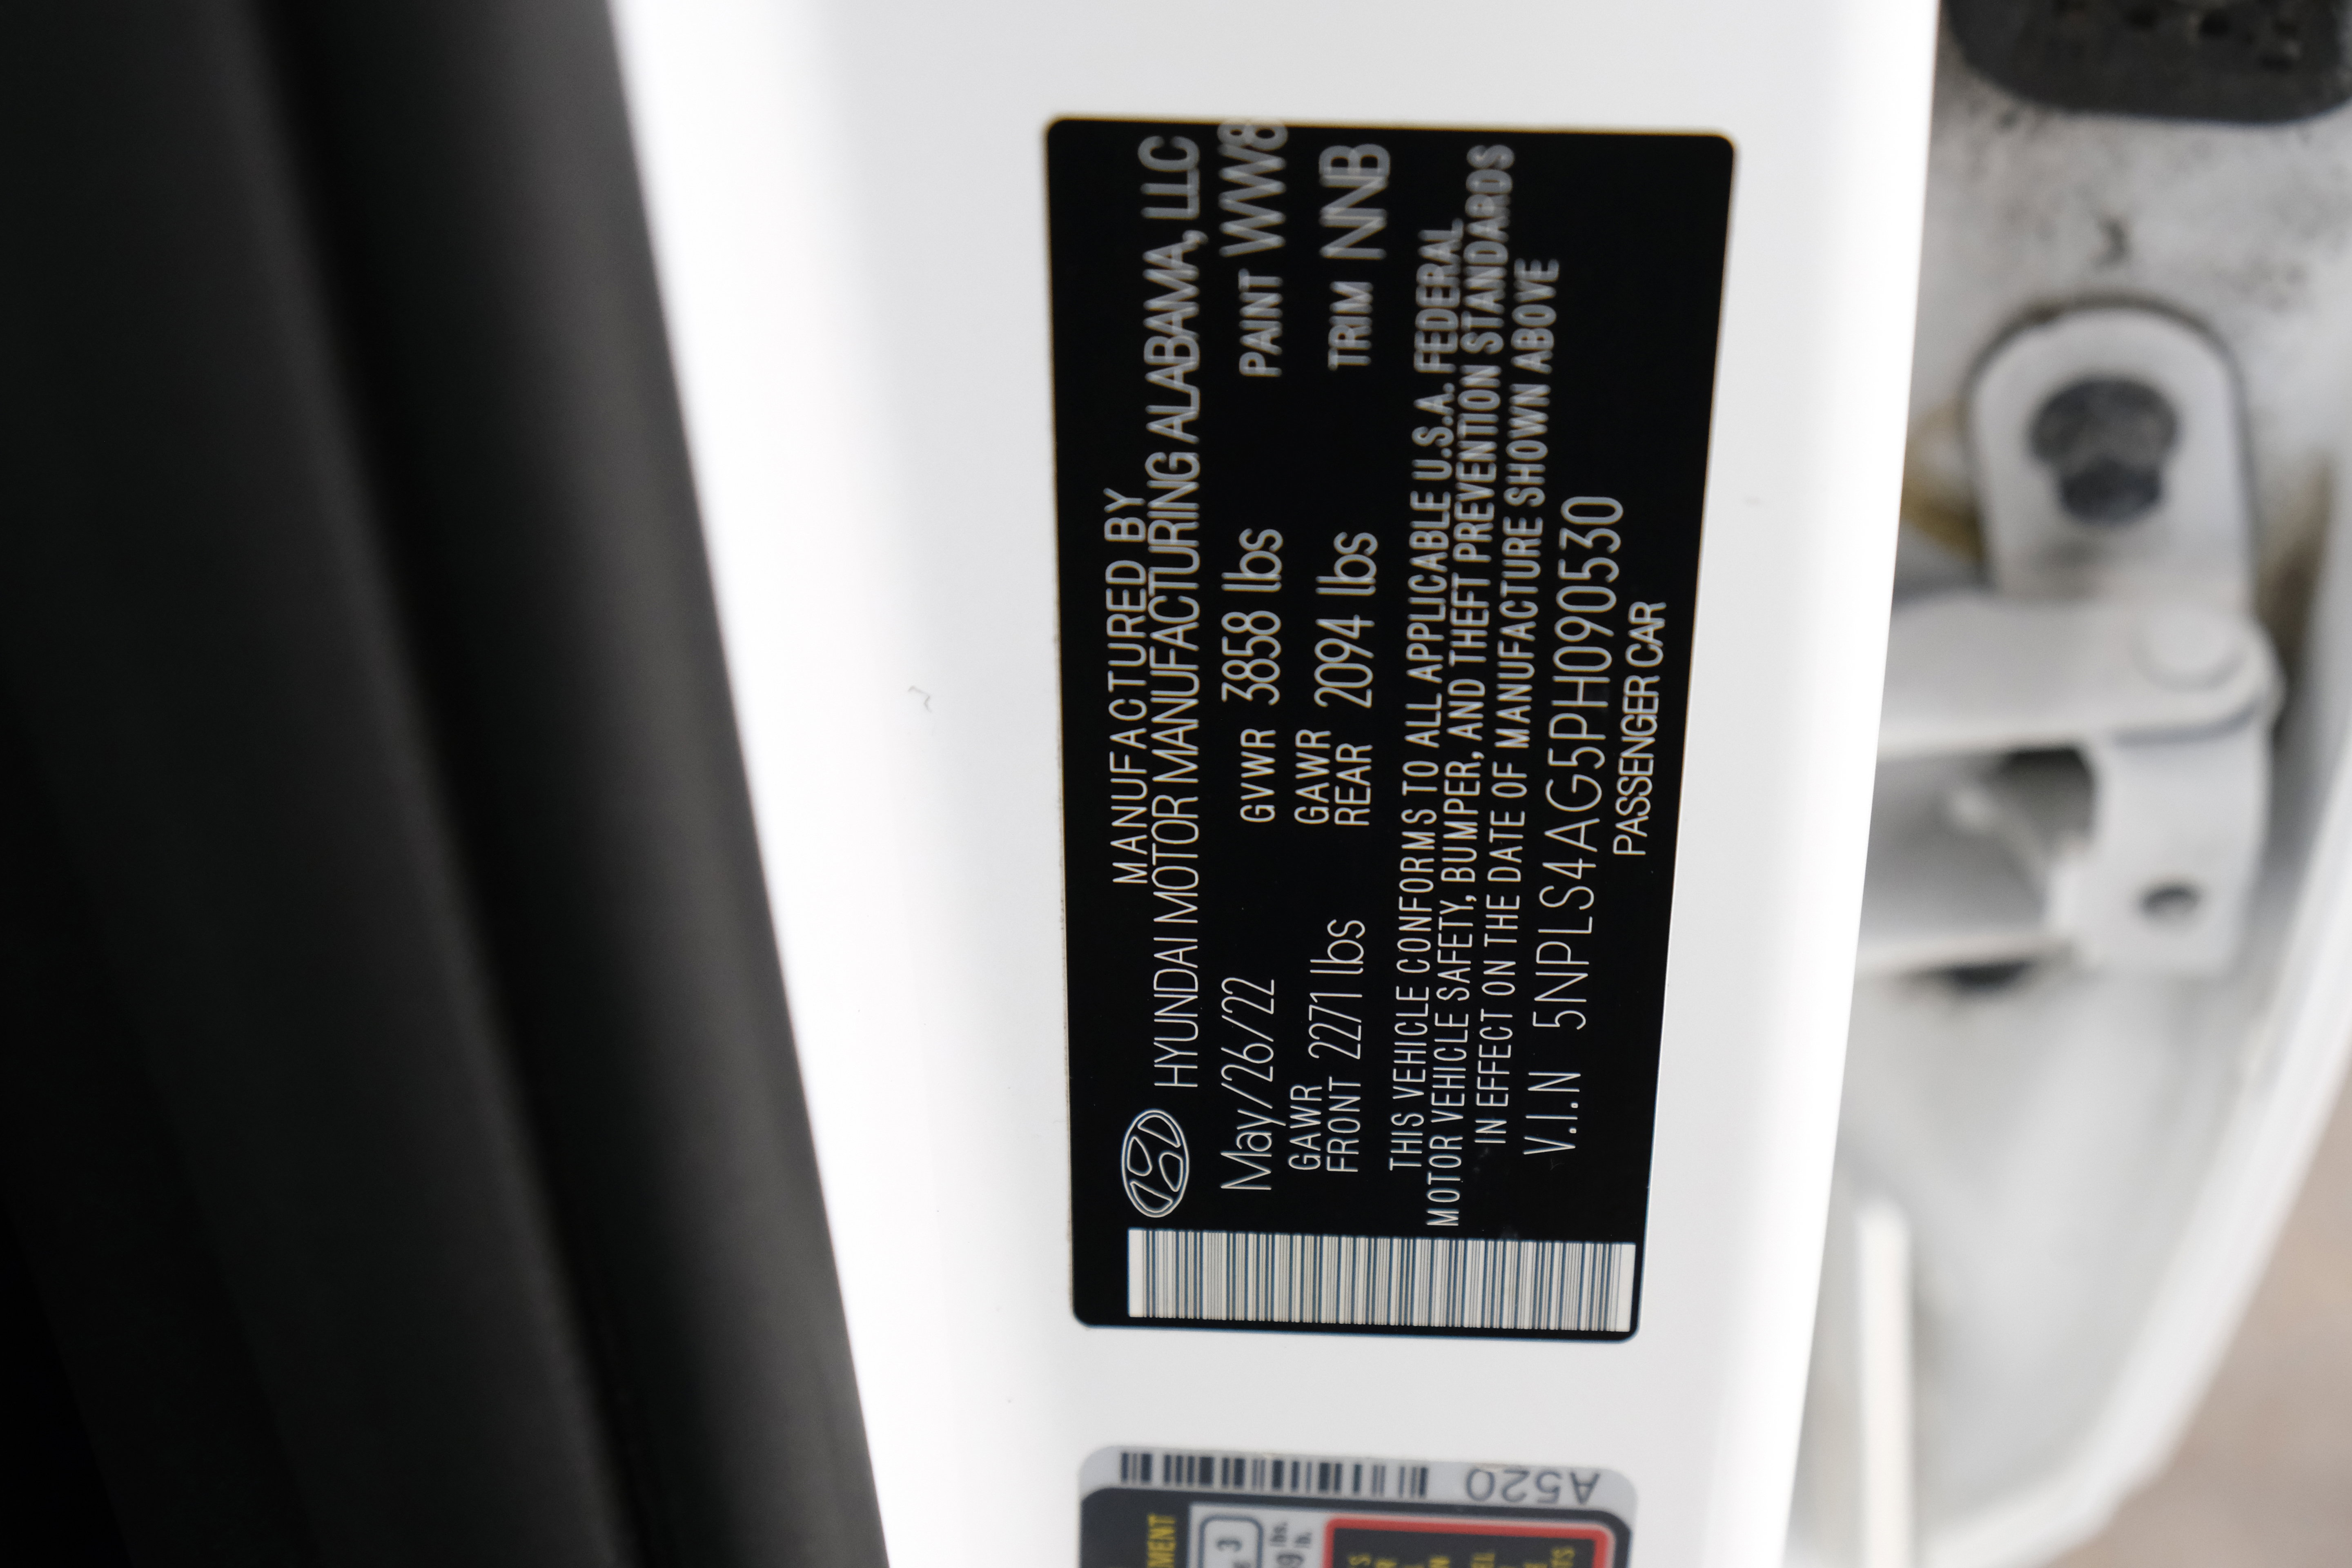 MANUFACTURED BY
HYUNDAI MOTOR MANUFACTURING ALABAMA, LLC
May/26/22 GVWR 3858 lbs PAINT WW8
GAWR FRONT 2271 lbs GAWR REAR 2094 lbs TRIM NNB
THIS VEHICLE CONFORMS TO ALL APPLICABLE U.S.A. FEDERAL
MOTOR VEHICLE SAFETY, BUMPER, AND THEFT PREVENTION STANDARDS
IN EFFECT ON THE DATE OF MANUFACTURE SHOWN ABOVE
V.I.N 5NPLS4AG5PH090530
PASSENGER CAR
A520
3